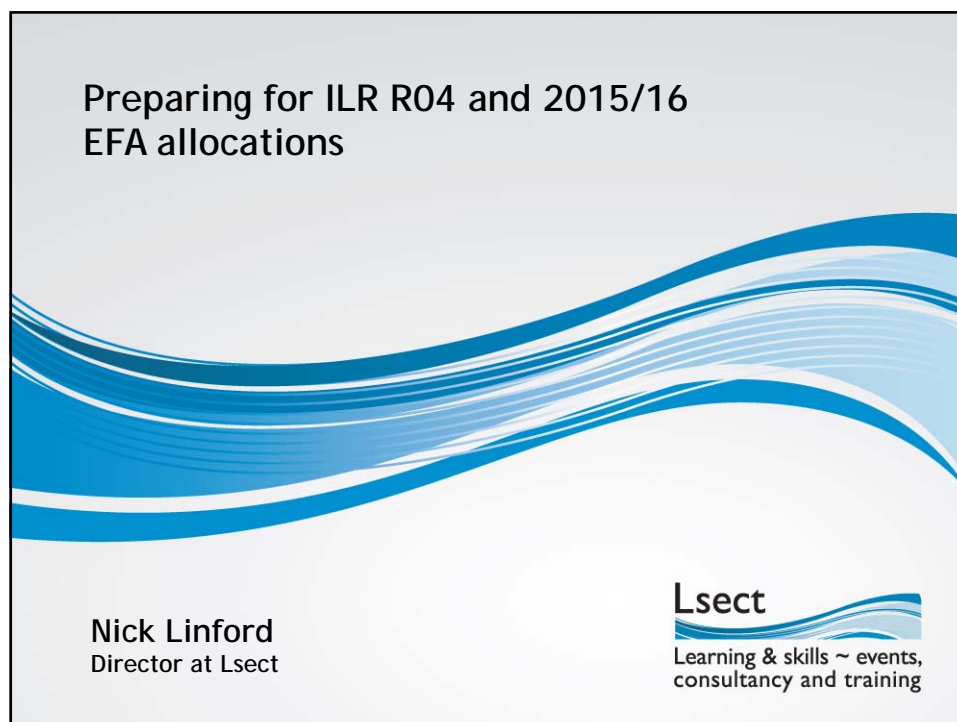 Preparing for ILR R04 and 2015/16
EFA allocations
Nick Linford
Director at Lsect
Lsect
Learning & skills ~ events,
consultancy and training